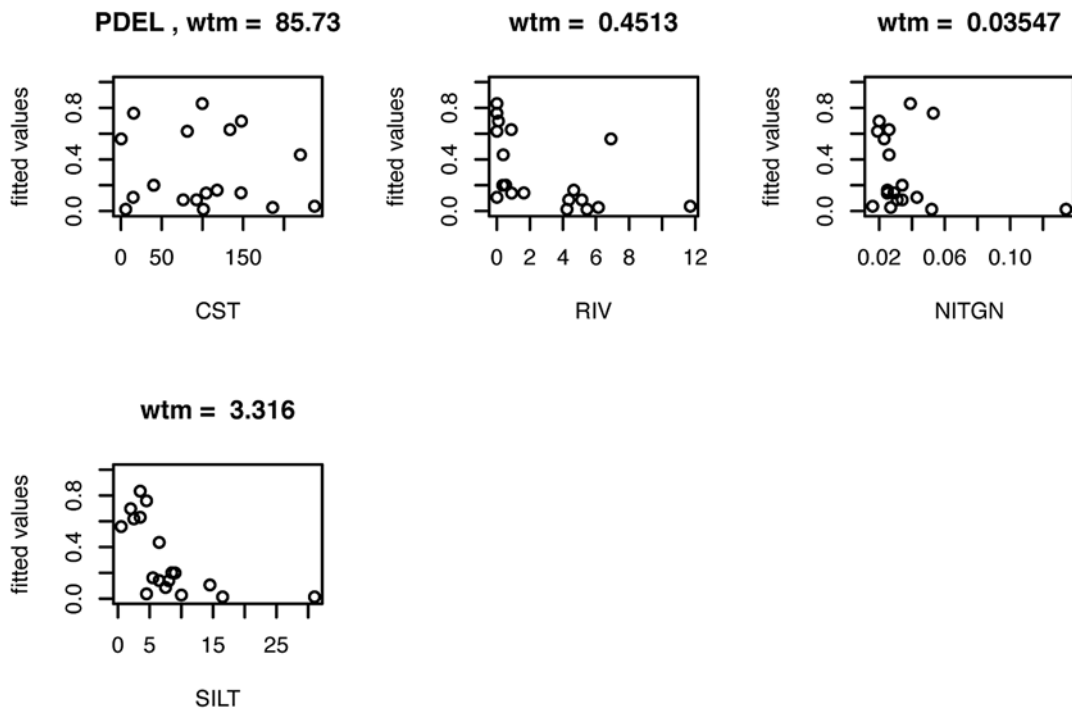 PDEL , wtm = 85.73
wtm = 0.4513
wtm = 0.03547
fitted values
0.0 0.4 0.8
0 50 150
CST
fitted values
0.0 0.4 0.8
0 2 4 6 8 12
RIV
fitted values
0.0 0.4 0.8
0.02 0.06 0.10
NITGN
wtm = 3.316
fitted values
0.0 0.4 0.8
0 5 15 25
SILT